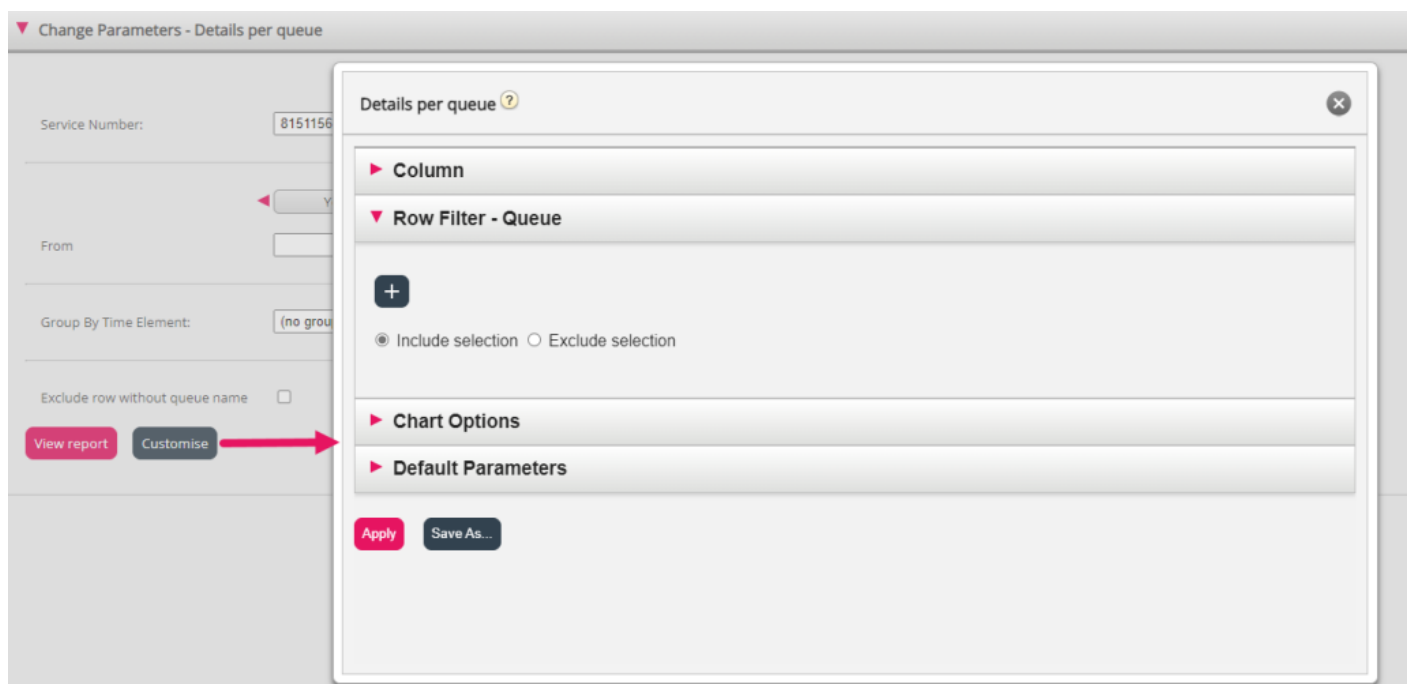 Change Parameters - Details per queue
Details per queue ?
Service Number: 8151156
Column
Y
Row Filter - Queue
From
+
Group By Time Element: (no grou
Include selection Exclude selection
Exclude row without queue name
Chart Options
View report Customise
Default Parameters
Apply Save As...